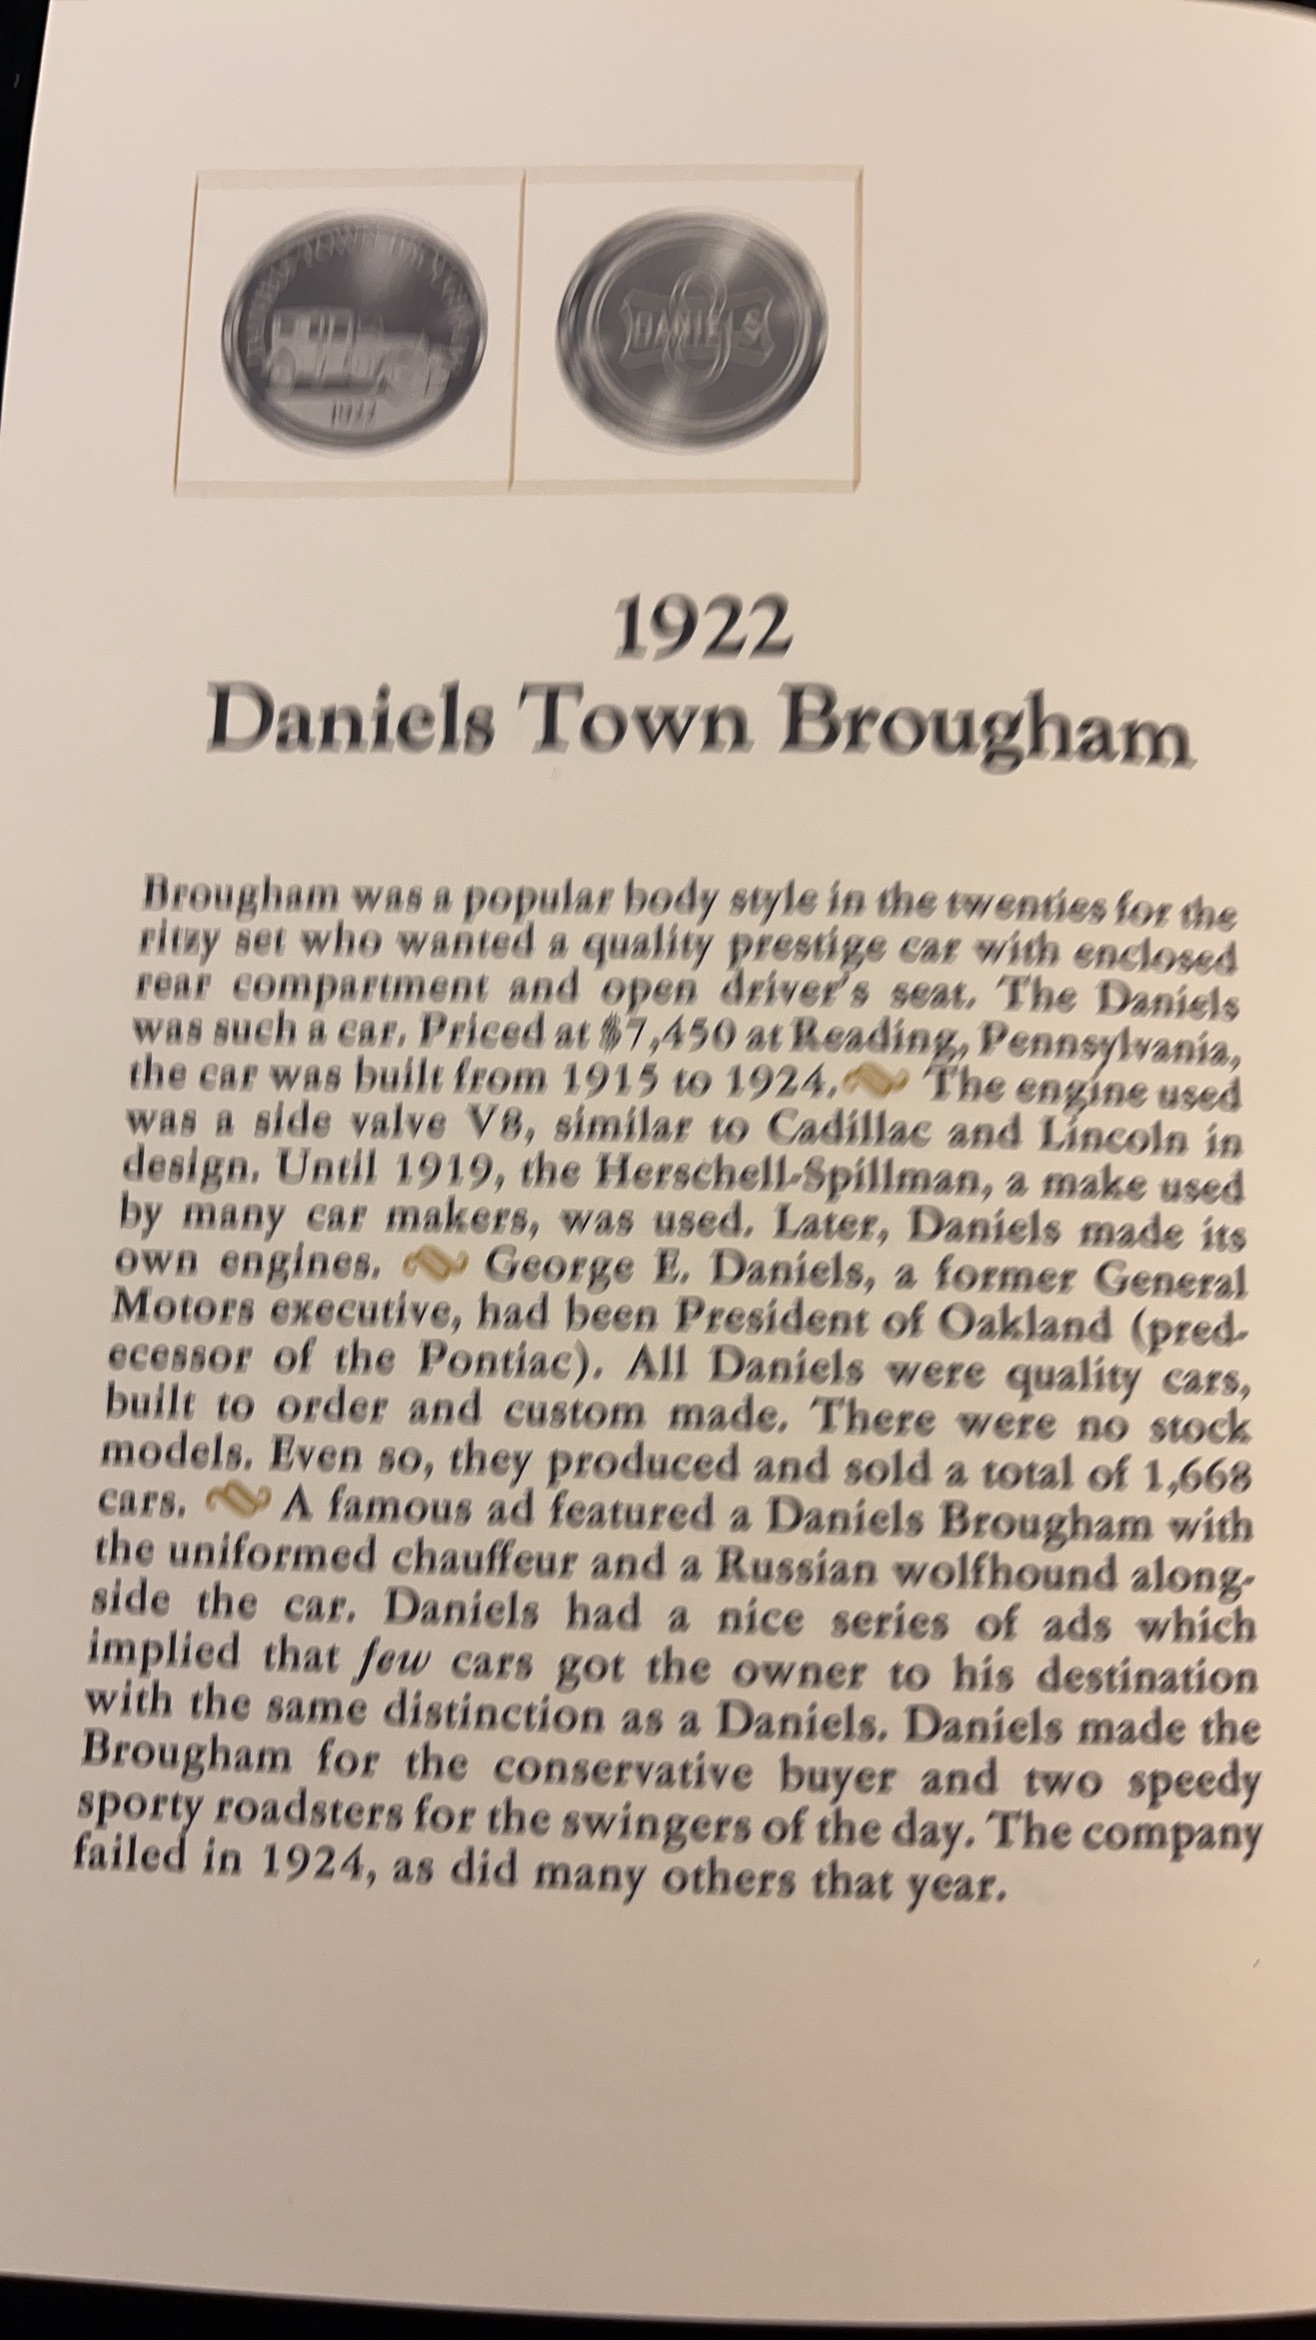 1922
DANIELS
1922
Daniels Town Brougham
Brougham was a popular body style in the twenties for the
ritzy set who wanted a quality prestige car with enclosed
rear compartment and open driver's seat. The Daniels
was such a car. Priced at $7,450 at Reading, Pennsylvania,
the car was built from 1915 to 1924. The engine used
was a side valve V8, similar to Cadillac and Lincoln in
design. Until 1919, the Herschell-Spillman, a make used
by many car makers, was used. Later, Daniels made its
own engines. George E. Daniels, a former General
Motors executive, had been President of Oakland (pred-
ecessor of the Pontiac). All Daniels were quality cars,
built to order and custom made. There were no stock
models. Even so, they produced and sold a total of 1,668
cars. A famous ad featured a Daniels Brougham with
the uniformed chauffeur and a Russian wolfhound along-
side the car. Daniels had a nice series of ads which
implied that few cars got the owner to his destination
with the same distinction as a Daniels. Daniels made the
Brougham for the conservative buyer and two speedy
sporty roadsters for the swingers of the day. The company
failed in 1924, as did many others that year.